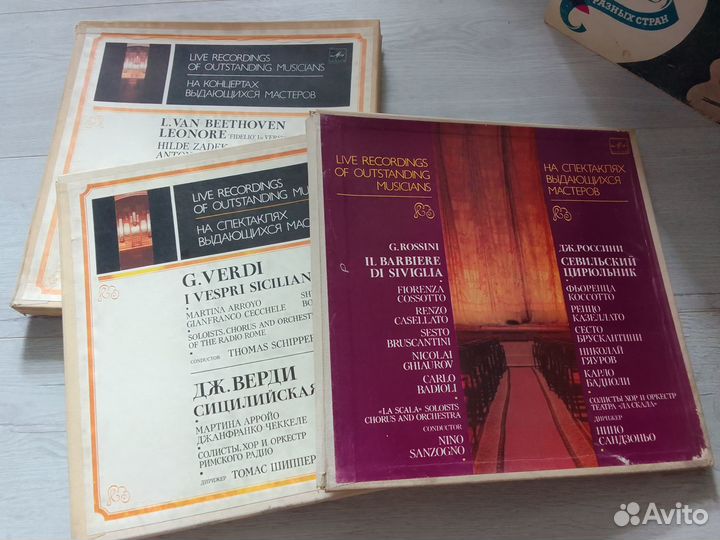 РАЗНЫХ СТРАН
LIVE RECORDINGS
OF OUTSTANDING MUSICIANS
НА КОНЦЕРТАХ
ВЫДАЮЩИХСЯ МАСТЕРОВ
L.VAN BEETHOVEN
LEONORE
HILDE ZADEK
LIVE RECORDINGS
OF OUTSTANDING
НА СПЕКТАКЛЯХ
ВЫДАЮЩИХСЯ
G.VERDI
I VESPRI SICILIAN
MARTINA ARROYO
GIANFRANCO CECCHELE
SOLOISTS, CHORUS AND ORCHESTR
OF THE RADIO ROME
CONDUCTOR THOMAS SCHIPPER
ДЖ.ВЕРДИ
СИЦИЛИЙСКАЯ
МАРТИНА АРРОЙО
ДЖАНФРАНКО ЧЕККЕЛЕ
СОЛИСТЫ, ХОР И ОРКЕСТР
РИМСКОГО РАДИО
ДИРИЖЕР ТОМАС ШИППЕР
LIVE RECORDINGS
OF OUTSTANDING
MUSICIANS
G.ROSSINI
IL BARBIERE
DI SIVIGLIA
FIORENZA
COSSOTTO
RENZO
CASELLATO
SESTO
BRUSCANTINI
NICOLAI
GHIAUROV
CARLO
BADIOLI
«LA SCALA» SOLOISTS
CHORUS AND ORCHESTRA
CONDUCTOR
NINO
SANZOGNO
НА СПЕКТАКЛЯХ
ВЫДАЮЩИХСЯ
МАСТЕРОВ
ДЖ.РОССИНИ
СЕВИЛЬСКИЙ
ЦИРЮЛЬНИК
ФЬОРЕНЦА
КОССОТТО
РЕНЦО
КАЗЕЛЛАТО
СЕСТО
БРУСКАНТИНИ
НИКОЛАЙ
ГЯУРОВ
КАРЛО
БАДИОЛИ
СОЛИСТЫ ХОР И ОРКЕСТР
ТЕАТРА «ЛА СКАЛА»
ДИРИЖЕР
НИНО
САНДЗОНЬО
Avito